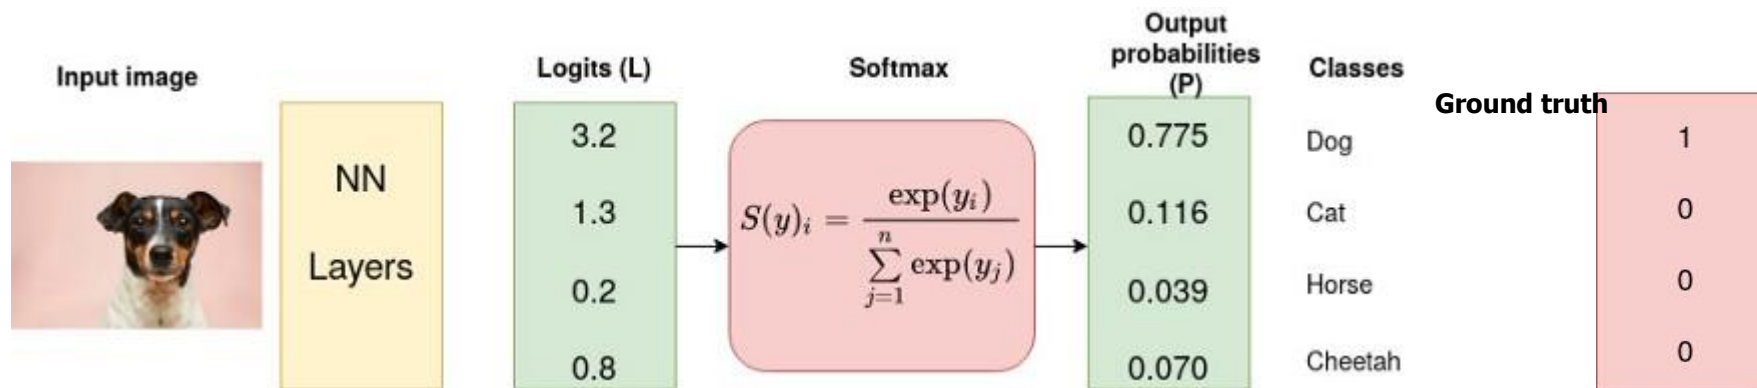 Input image
NN
Layers
Logits (L)
3.2
1.3
0.2
0.8
Softmax
S(y)_i = exp(y_i) / ∑_{j=1}^{n} exp(y_j)
Output
probabilities
(P)
0.775
0.116
0.039
0.070
Classes
Dog
Cat
Horse
Cheetah
Ground truth
1
0
0
0